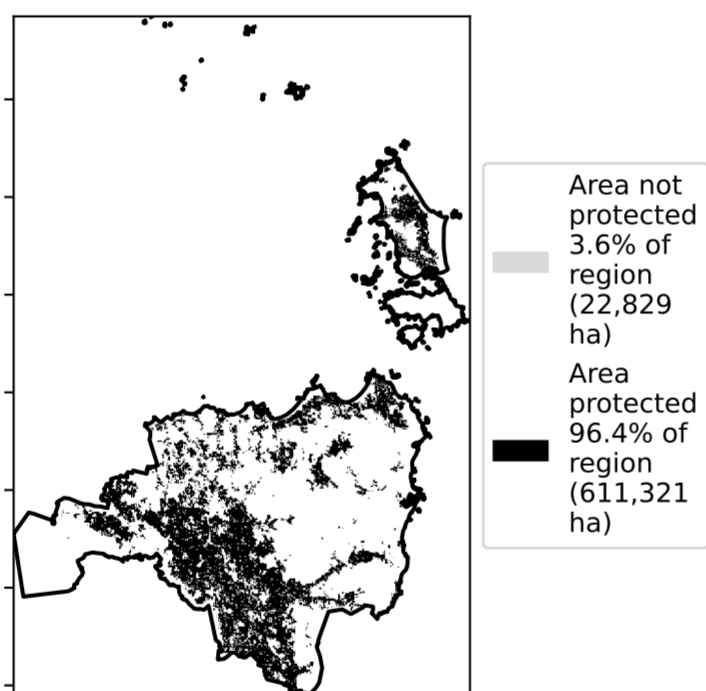 Area not
protected
3.6% of
region
(22,829
ha)
Area
protected
96.4% of
region
(611,321
ha)